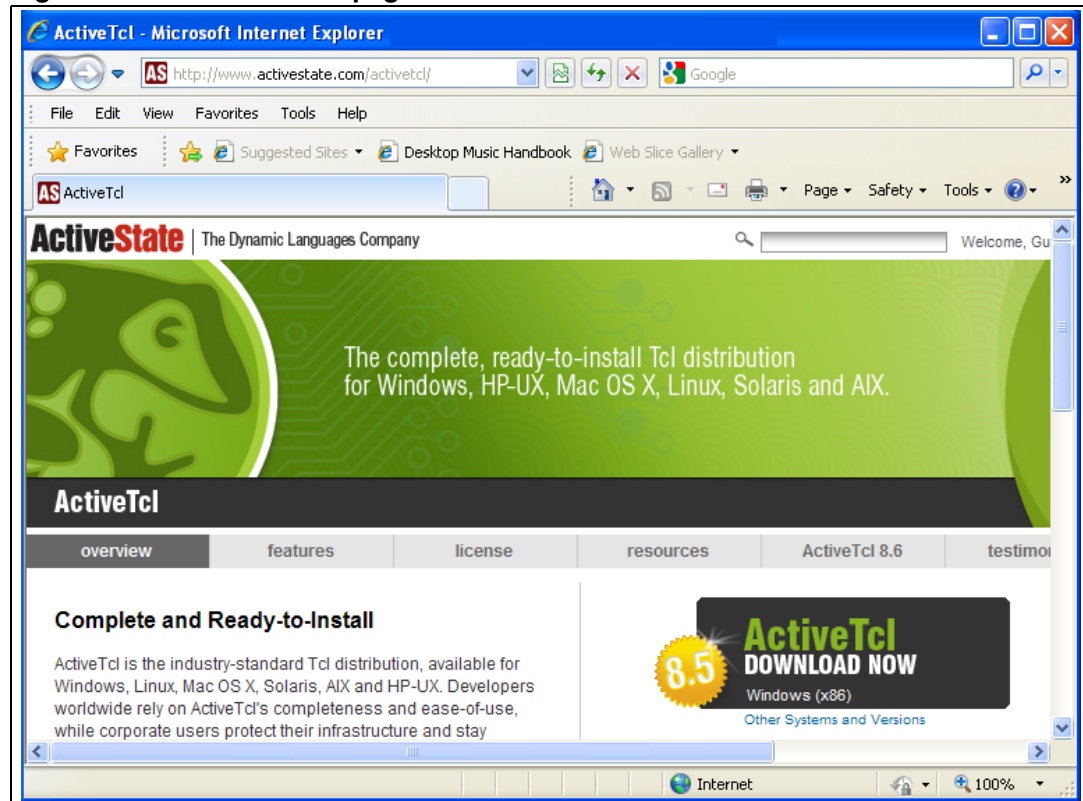 ActiveTcl - Microsoft Internet Explorer
AS http://www.activestate.com/activetcl/ Google
File Edit View Favorites Tools Help
Favorites Suggested Sites Desktop Music Handbook Web Slice Gallery
AS ActiveTcl Page Safety Tools »
ActiveState | The Dynamic Languages Company Welcome, Gu
The complete, ready-to-install Tcl distribution
for Windows, HP-UX, Mac OS X, Linux, Solaris and AIX.
ActiveTcl
overview features license resources ActiveTcl 8.6 testimo
Complete and Ready-to-Install
ActiveTcl is the industry-standard Tcl distribution, available for
Windows, Linux, Mac OS X, Solaris, AIX and HP-UX. Developers
worldwide rely on ActiveTcl's completeness and ease-of-use,
while corporate users protect their infrastructure and stay
8.5
ActiveTcl
DOWNLOAD NOW
Windows (x86)
Other Systems and Versions
Internet 100%